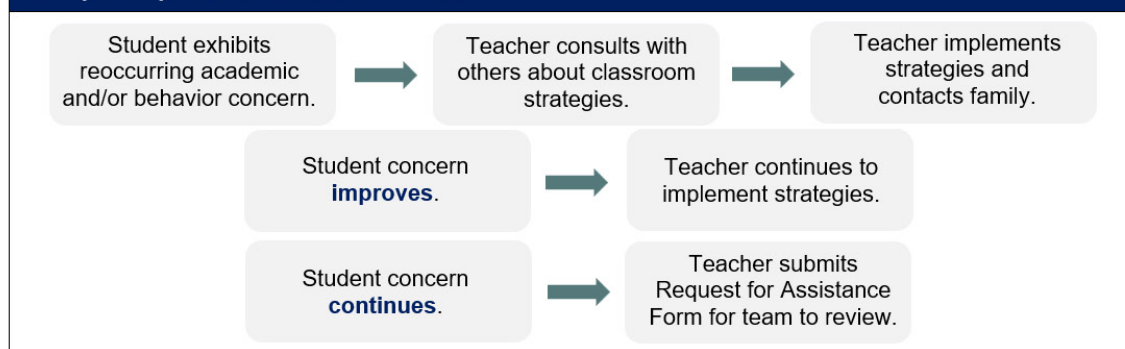 Student exhibits
reoccurring academic
and/or behavior concern.
Teacher consults with
others about classroom
strategies.
Teacher implements
strategies and
contacts family.
Student concern
improves.
Teacher continues to
implement strategies.
Student concern
continues.
Teacher submits
Request for Assistance
Form for team to review.